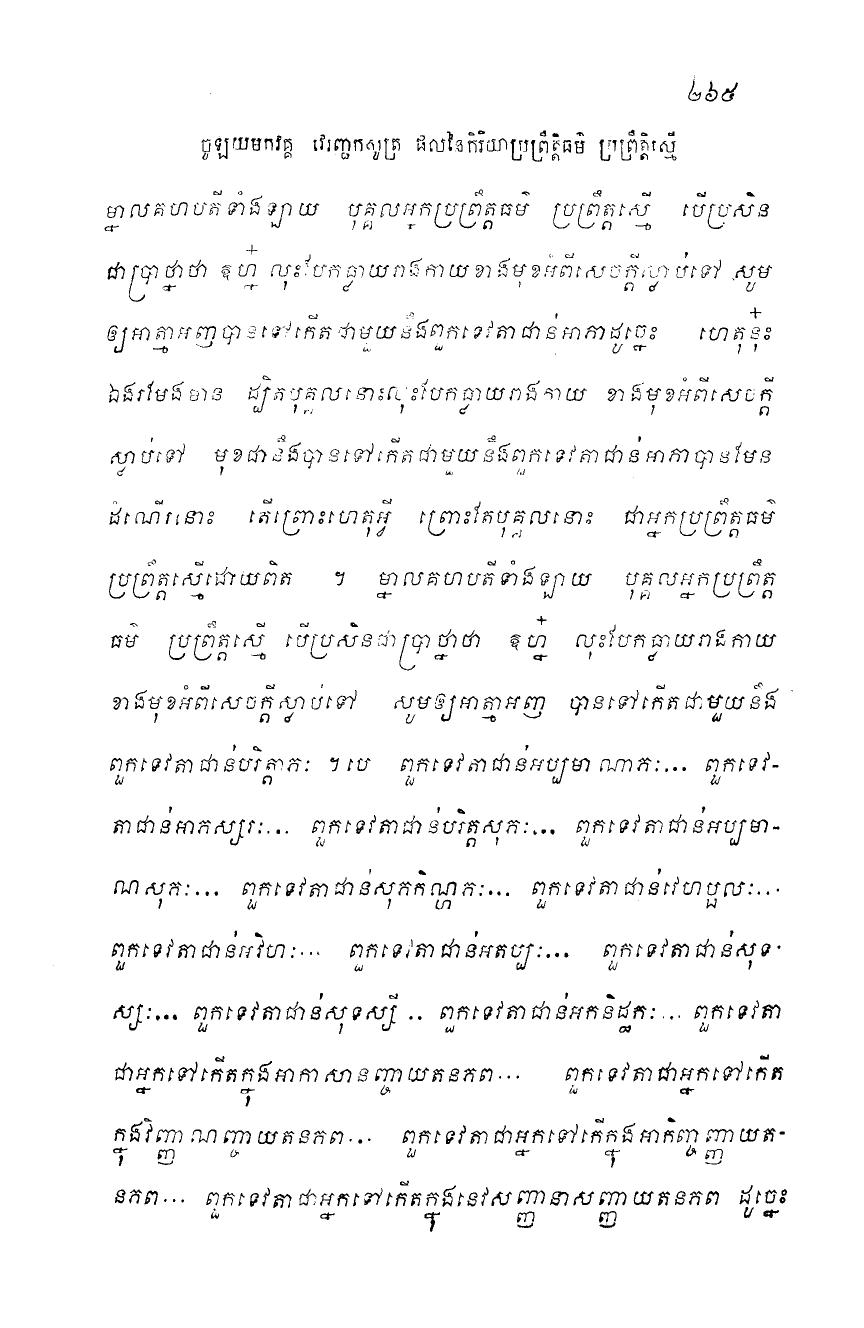 ២៦៥
ចូឡយមកវគ្គ វេរញ្ជកសូត្រ ផលនៃកិរិយាប្រព្រឹត្តិធម៌ ប្រព្រឹត្តិស្មើ
ម្នាលគហបតីទាំងឡាយ បុគ្គលអ្នកប្រព្រឹត្តធម៌ ប្រព្រឹត្តស្មើ បើប្រសិន
ជាប្រាថ្នាថា ឱហ្ន៎ លុះបែកធ្លាយរាងកាយខាងមុខអំពីសេចក្តីស្លាប់ទៅ សូម
ឲ្យអាត្មាអញបានទៅកើតជាមួយនឹងពួកទេវតាជាន់អាភាដូច្នេះ ហេតុនុ៎ះ
ឯងរមែងមាន ដ្បិតបុគ្គលនោះលុះបែកធ្លាយរាងកាយ ខាងមុខអំពីសេចក្តី
ស្លាប់ទៅ មុខជានឹងបានទៅកើតជាមួយនឹងពួកទេវតាជាន់អាភាបានមែន
ដំណើរនោះ តើព្រោះហេតុអ្វី ព្រោះតែបុគ្គលនោះ ជាអ្នកប្រព្រឹត្តធម៌
ប្រព្រឹត្តស្មើដោយពិត ។ ម្នាលគហបតីទាំងឡាយ បុគ្គលអ្នកប្រព្រឹត្ត
ធម៌ ប្រព្រឹត្តស្មើ បើប្រសិនជាប្រាថ្នាថា ឱហ្ន៎ លុះបែកធ្លាយរាងកាយ
ខាងមុខអំពីសេចក្តីស្លាប់ទៅ សូមឲ្យអាត្មាអញ បានទៅកើតជាមួយនឹង
ពួកទេវតាជាន់បរិត្តាភៈ ។បេ ពួកទេវតាជាន់អប្បមាណាភៈ... ពួកទេវ-
តាជាន់អាភស្សរៈ... ពួកទេវតាជាន់បរិត្តសុភៈ... ពួកទេវតាជាន់អប្បមា-
ណសុភៈ... ពួកទេវតាជាន់សុភកិណ្ហកៈ... ពួកទេវតាជាន់វេហប្ផលៈ...
ពួកទេវតាជាន់អវិហៈ... ពួកទេវតាជាន់អតប្បៈ... ពួកទេវតាជាន់សុទ-
ស្សៈ... ពួកទេវតាជាន់សុទស្សី .. ពួកទេវតាជាន់អកនិដ្ឋកៈ... ពួកទេវតា
ជាអ្នកទៅកើតក្នុងអាកាសានញ្ចាយតនភព... ពួកទេវតាជាអ្នកទៅកើត
ក្នុងវិញ្ញាណញ្ចាយតនភព... ពួកទេវតាជាអ្នកទៅកើក្នុងអាកិញ្ចញ្ញាយត-
នភព... ពួកទេវតាជាអ្នកទៅកើតក្នុងនេវសញ្ញានាសញ្ញាយតនភព ដូច្នេះ